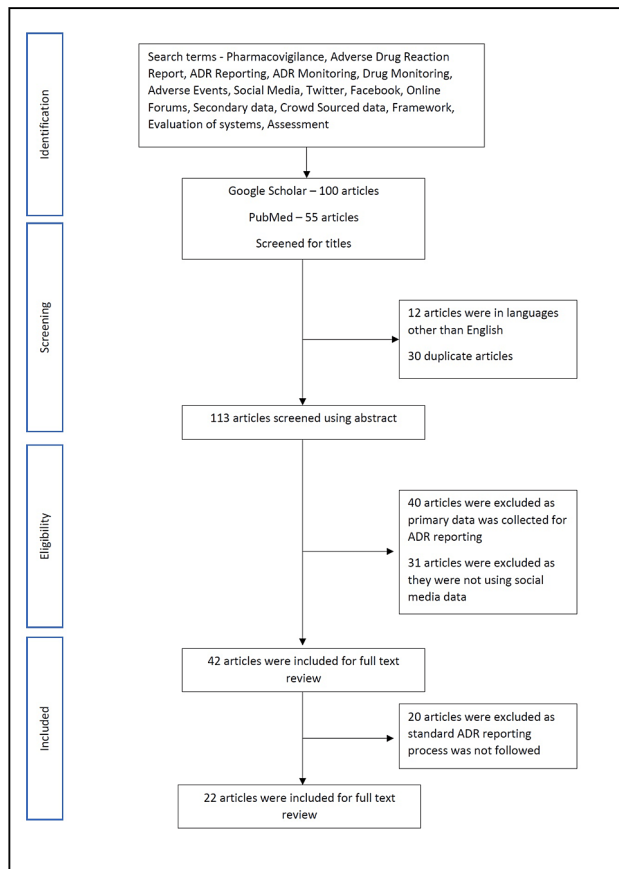 Identification
Search terms - Pharmacovigilance, Adverse Drug Reaction
Report, ADR Reporting, ADR Monitoring, Drug Monitoring,
Adverse Events, Social Media, Twitter, Facebook, Online
Forums, Secondary data, Crowd Sourced data, Framework,
Evaluation of systems, Assessment
Google Scholar – 100 articles
PubMed – 55 articles
Screened for titles
Screening
12 articles were in languages
other than English
30 duplicate articles
113 articles screened using abstract
Eligibility
40 articles were excluded as
primary data was collected for
ADR reporting
31 articles were excluded as
they were not using social
media data
Included
42 articles were included for full text
review
20 articles were excluded as
standard ADR reporting
process was not followed
22 articles were included for full text
review